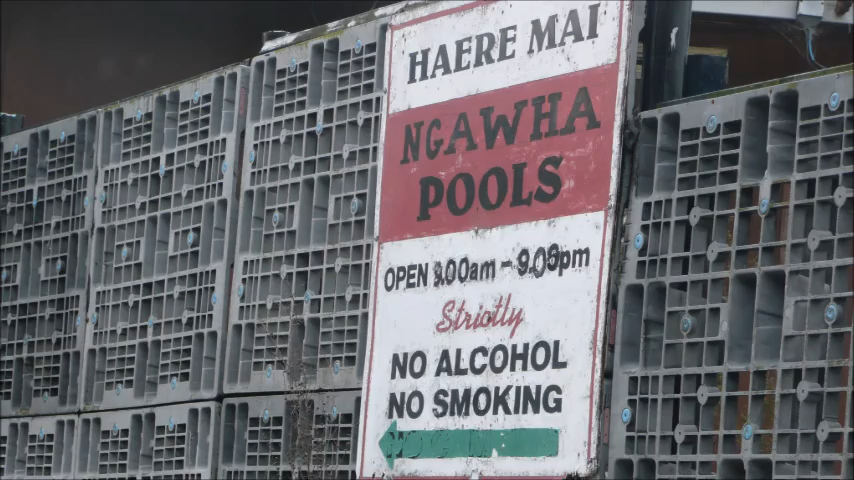 HAERE MAI
NGAWHA
POOLS
OPEN 9.00am - 9.00pm
Strictly
NO ALCOHOL
NO SMOKING